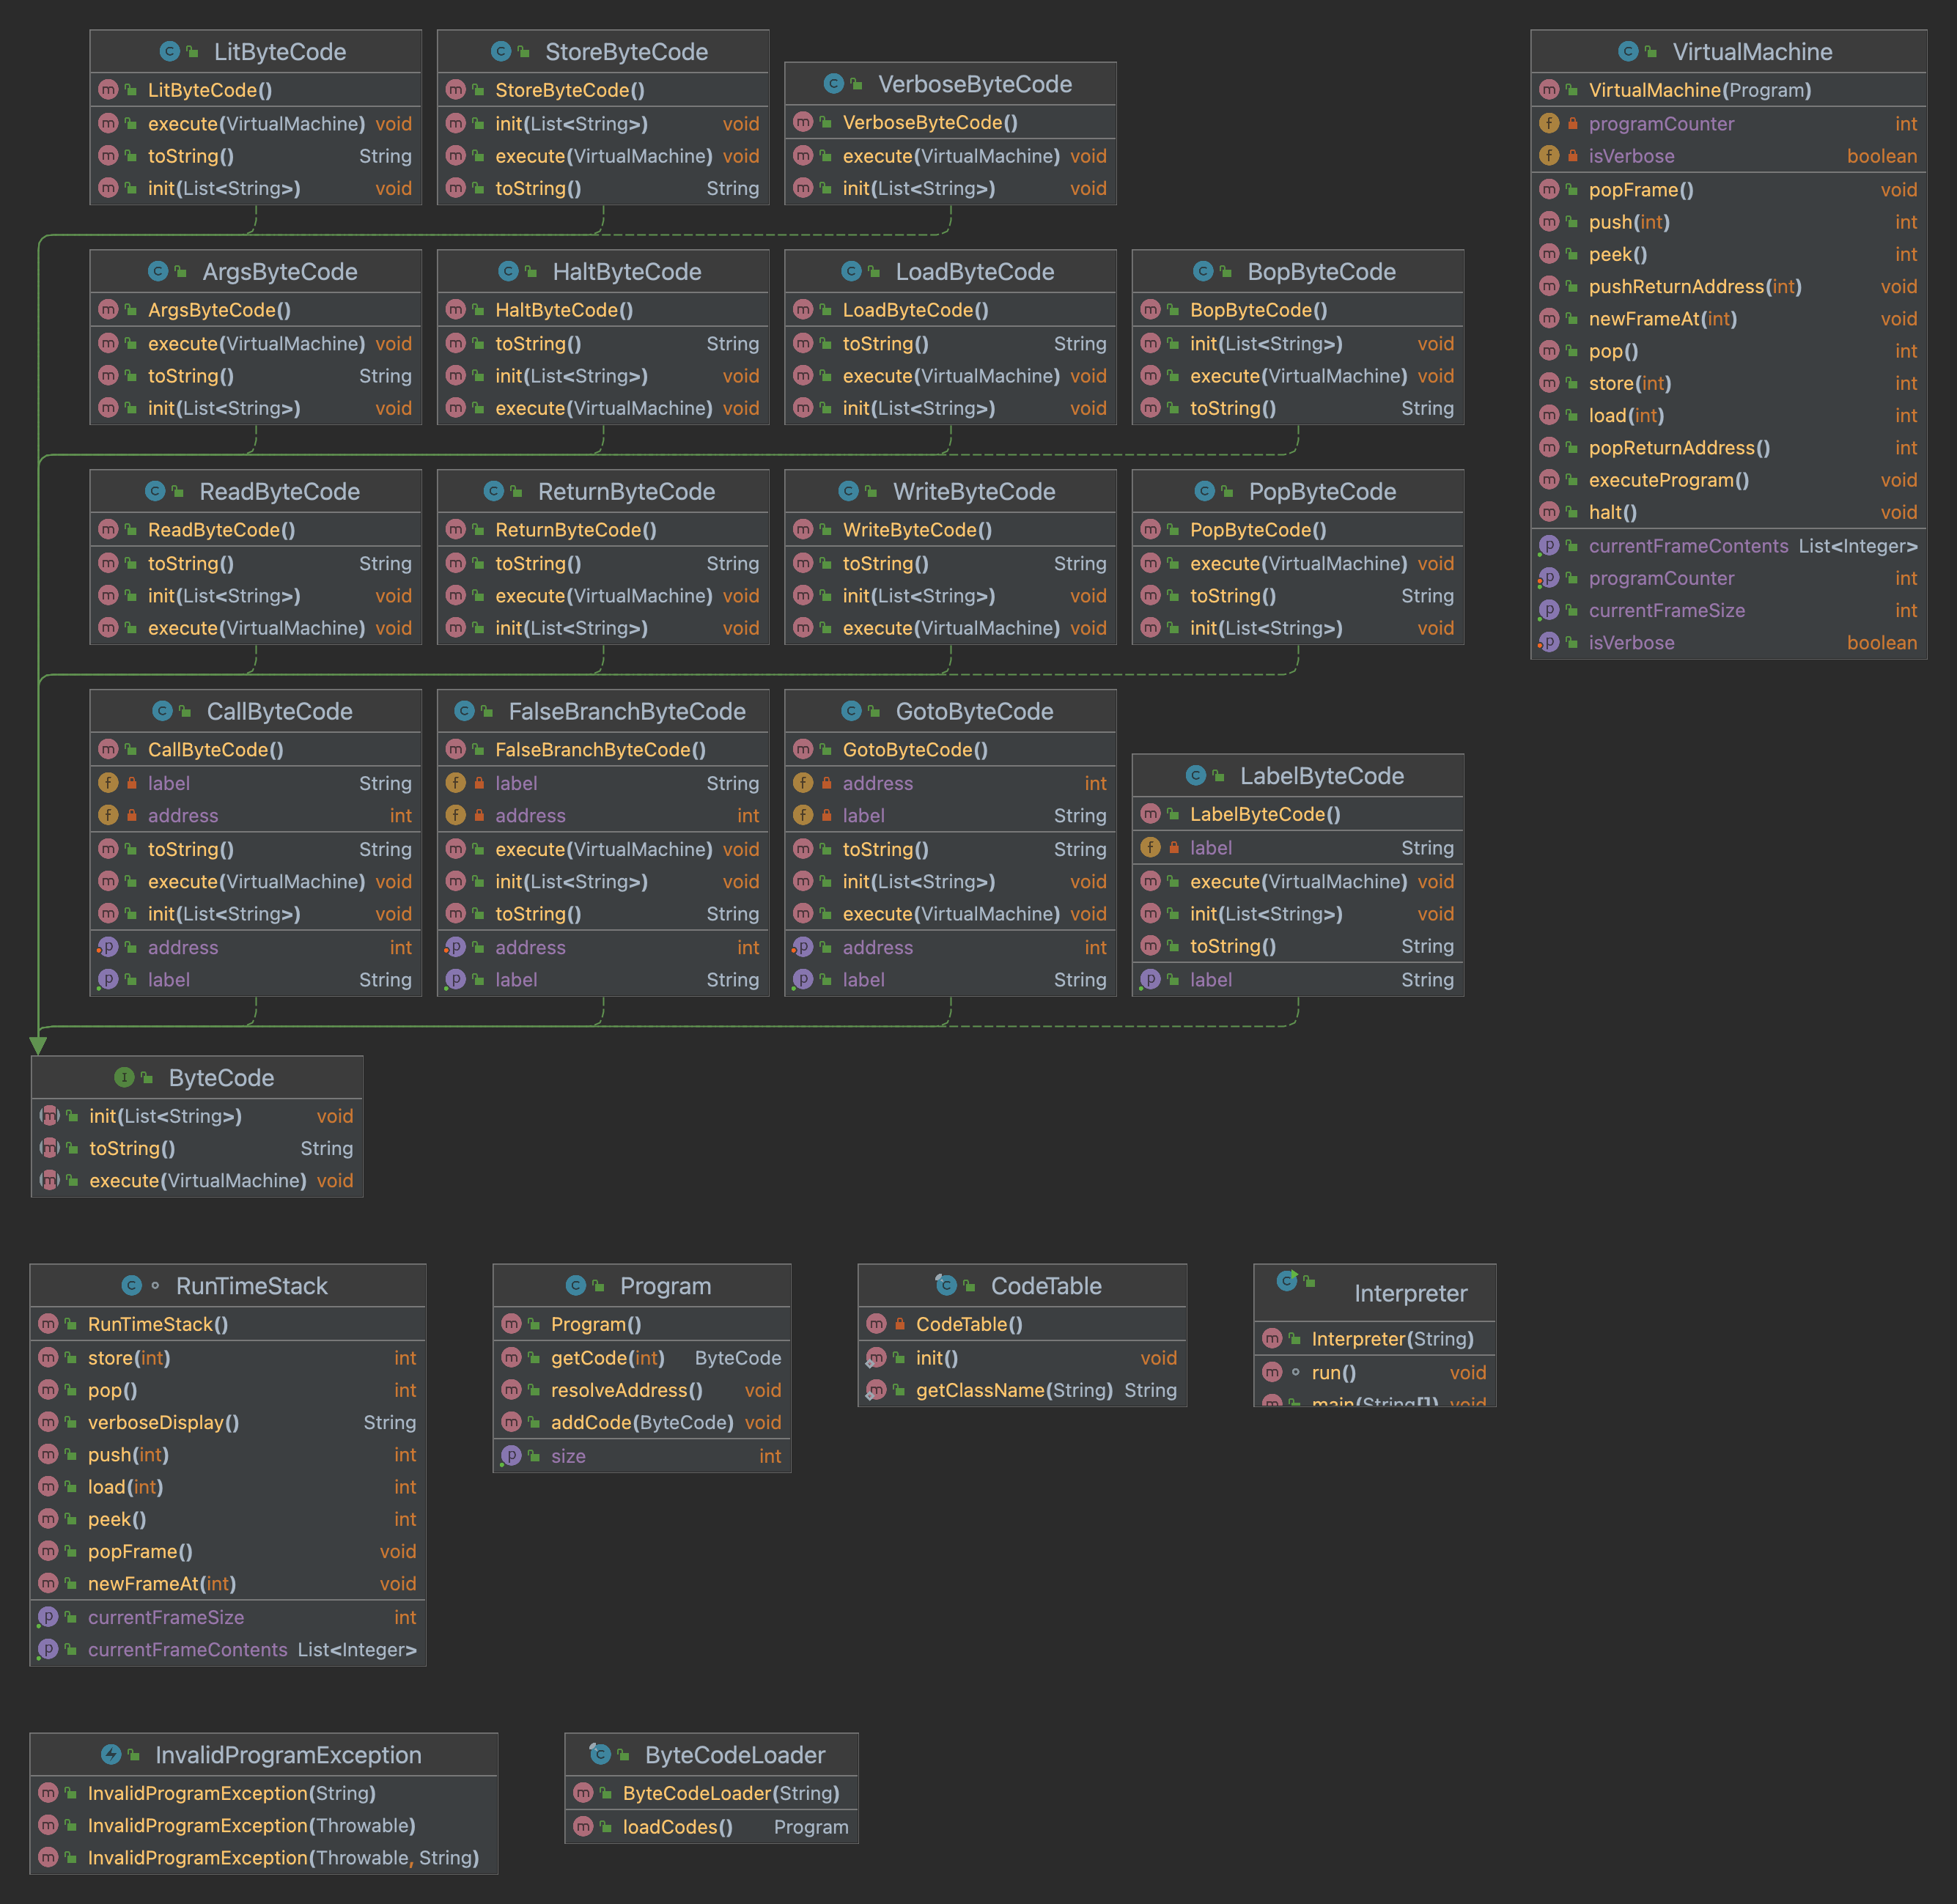 LitByteCode
LitByteCode()
execute(VirtualMachine) void
toString() String
init(List<String>) void
StoreByteCode
StoreByteCode()
init(List<String>) void
execute(VirtualMachine) void
toString() String
VerboseByteCode
VerboseByteCode()
execute(VirtualMachine) void
init(List<String>) void
VirtualMachine
VirtualMachine(Program)
programCounter int
isVerbose boolean
popFrame() void
push(int) int
peek() int
pushReturnAddress(int) void
newFrameAt(int) void
pop() int
store(int) int
load(int) int
popReturnAddress() int
executeProgram() void
halt() void
currentFrameContents List<Integer>
programCounter int
currentFrameSize int
isVerbose boolean
ArgsByteCode
ArgsByteCode()
execute(VirtualMachine) void
toString() String
init(List<String>) void
HaltByteCode
HaltByteCode()
toString() String
init(List<String>) void
execute(VirtualMachine) void
LoadByteCode
LoadByteCode()
toString() String
execute(VirtualMachine) void
init(List<String>) void
BopByteCode
BopByteCode()
init(List<String>) void
execute(VirtualMachine) void
toString() String
ReadByteCode
ReadByteCode()
toString() String
init(List<String>) void
execute(VirtualMachine) void
ReturnByteCode
ReturnByteCode()
toString() String
execute(VirtualMachine) void
init(List<String>) void
WriteByteCode
WriteByteCode()
toString() String
init(List<String>) void
execute(VirtualMachine) void
PopByteCode
PopByteCode()
execute(VirtualMachine) void
toString() String
init(List<String>) void
CallByteCode
CallByteCode()
label String
address int
toString() String
execute(VirtualMachine) void
init(List<String>) void
address int
label String
FalseBranchByteCode
FalseBranchByteCode()
label String
address int
execute(VirtualMachine) void
init(List<String>) void
toString() String
address int
label String
GotoByteCode
GotoByteCode()
address int
label String
toString() String
init(List<String>) void
execute(VirtualMachine) void
address int
label String
LabelByteCode
LabelByteCode()
label String
execute(VirtualMachine) void
init(List<String>) void
toString() String
label String
ByteCode
init(List<String>) void
toString() String
execute(VirtualMachine) void
RunTimeStack
RunTimeStack()
store(int) int
pop() int
verboseDisplay() String
push(int) int
load(int) int
peek() int
popFrame() void
newFrameAt(int) void
currentFrameSize int
currentFrameContents List<Integer>
Program
Program()
getCode(int) ByteCode
resolveAddress() void
addCode(ByteCode) void
size int
CodeTable
CodeTable()
init() void
getClassName(String) String
Interpreter
Interpreter(String)
run() void
main(String[]) void
InvalidProgramException
InvalidProgramException(String)
InvalidProgramException(Throwable)
InvalidProgramException(Throwable, String)
ByteCodeLoader
ByteCodeLoader(String)
loadCodes() Program